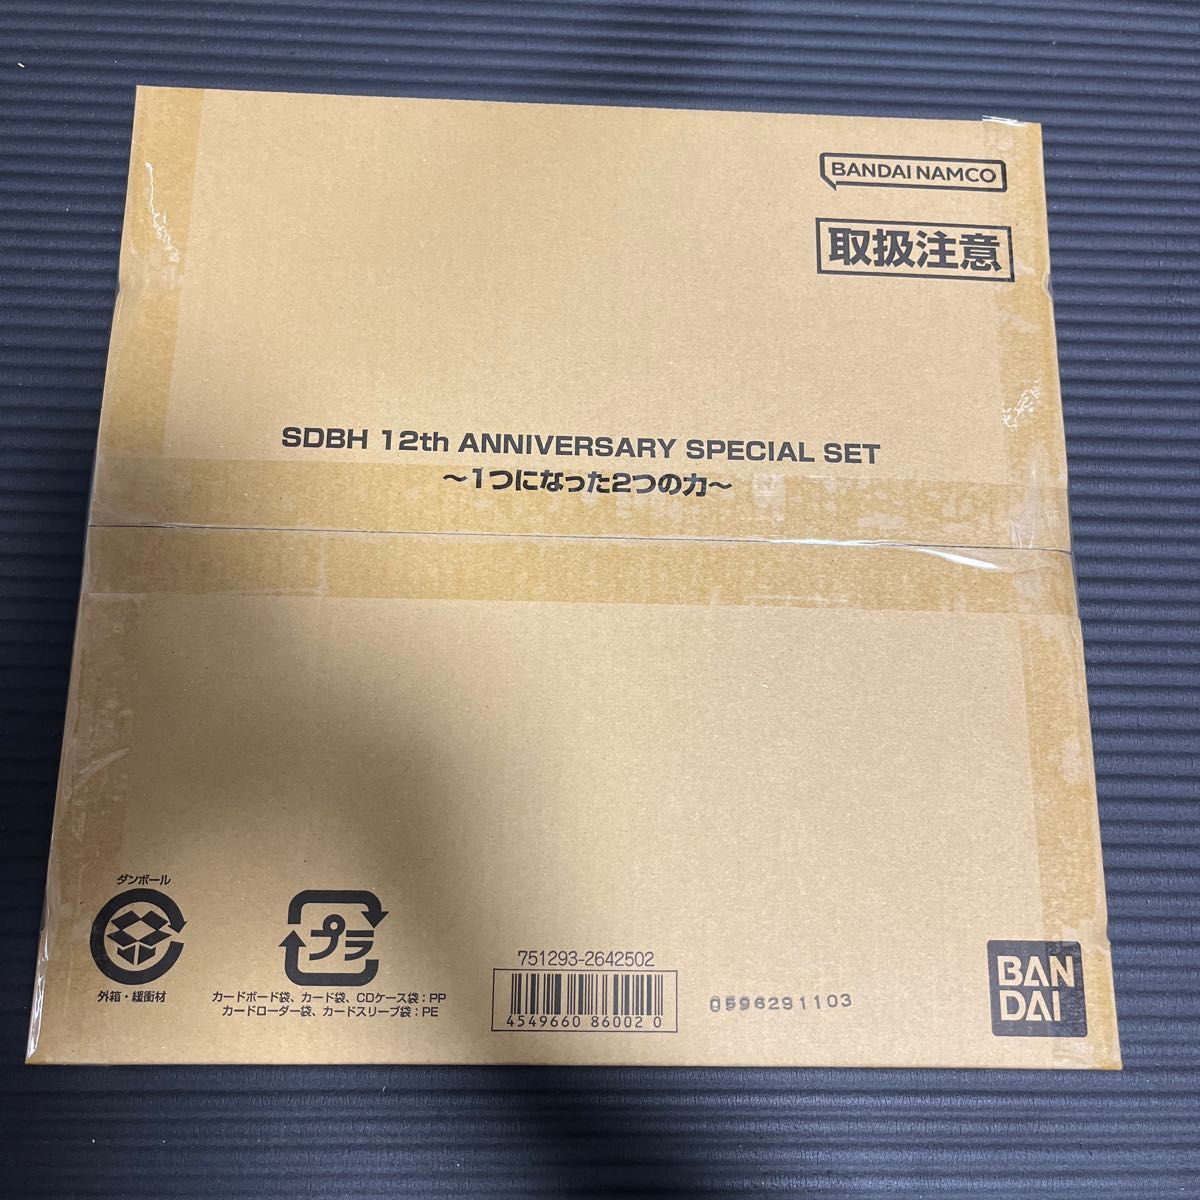 BANDAI NAMCO
取扱注意
SDBH 12th ANNIVERSARY SPECIAL SET
～1つになった2つの力～
ダンボール
外箱・緩衝材
プラ
カードボード袋、カード袋、CDケース袋：PP
カードローダー袋、カードスリーブ袋：PE
751293-2642502
4549660 86002 0
0596291103
BAN
DAI